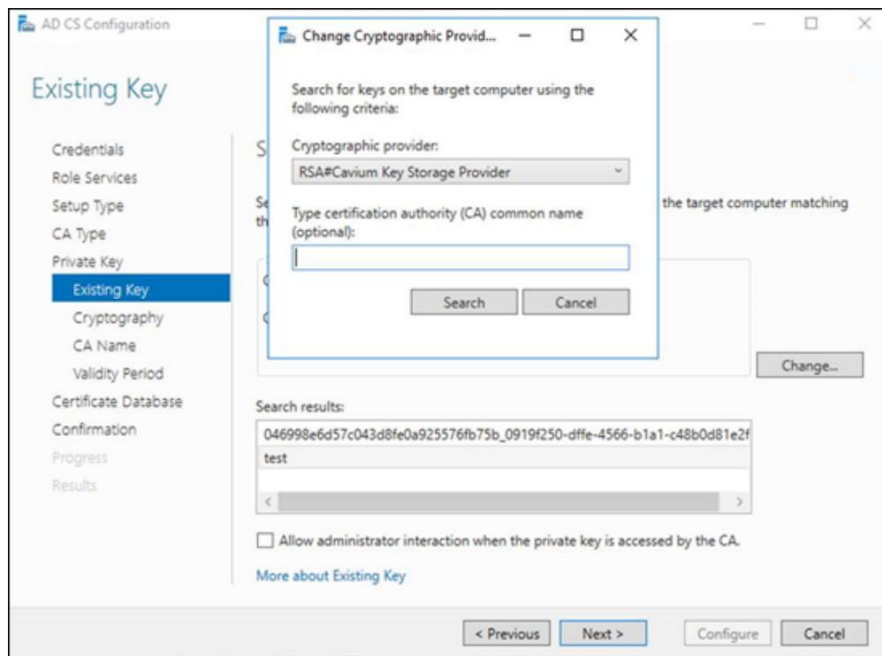 AD CS Configuration
Existing Key
Credentials
Role Services
Setup Type
CA Type
Private Key
Existing Key
Cryptography
CA Name
Validity Period
Certificate Database
Confirmation
Progress
Results
Change Cryptographic Provid...
Search for keys on the target computer using the
following criteria:
Cryptographic provider:
RSA#Cavium Key Storage Provider
Type certification authority (CA) common name
(optional):
Search
Cancel
S
Se
the target computer matching
th
Change...
Search results:
046998e6d57c043d8fe0a925576fb75b_0919f250-dffe-4566-b1a1-c48b0d81e2f
test
Allow administrator interaction when the private key is accessed by the CA.
More about Existing Key
< Previous
Next >
Configure
Cancel